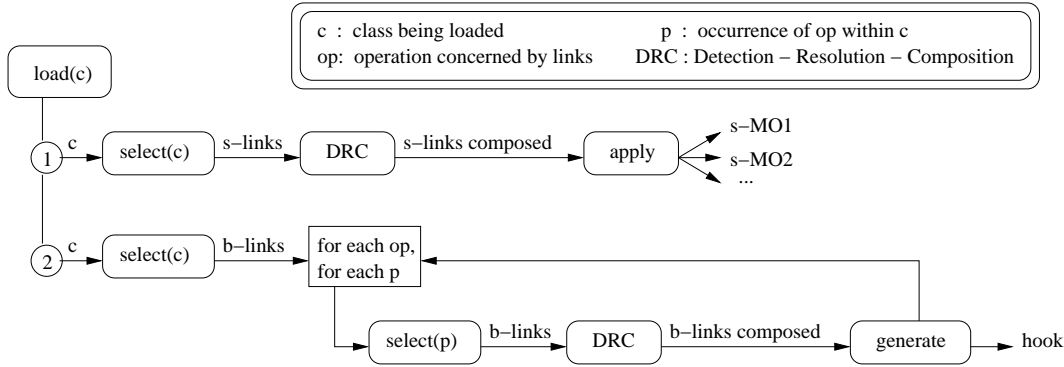 c : class being loaded
p : occurrence of op within c
op: operation concerned by links
DRC : Detection – Resolution – Composition
load(c)
1
c
select(c)
s–links
DRC
s–links composed
apply
s–MO1
s–MO2
...
2
c
select(c)
b–links
for each op,
for each p
select(p)
b–links
DRC
b–links composed
generate
hook